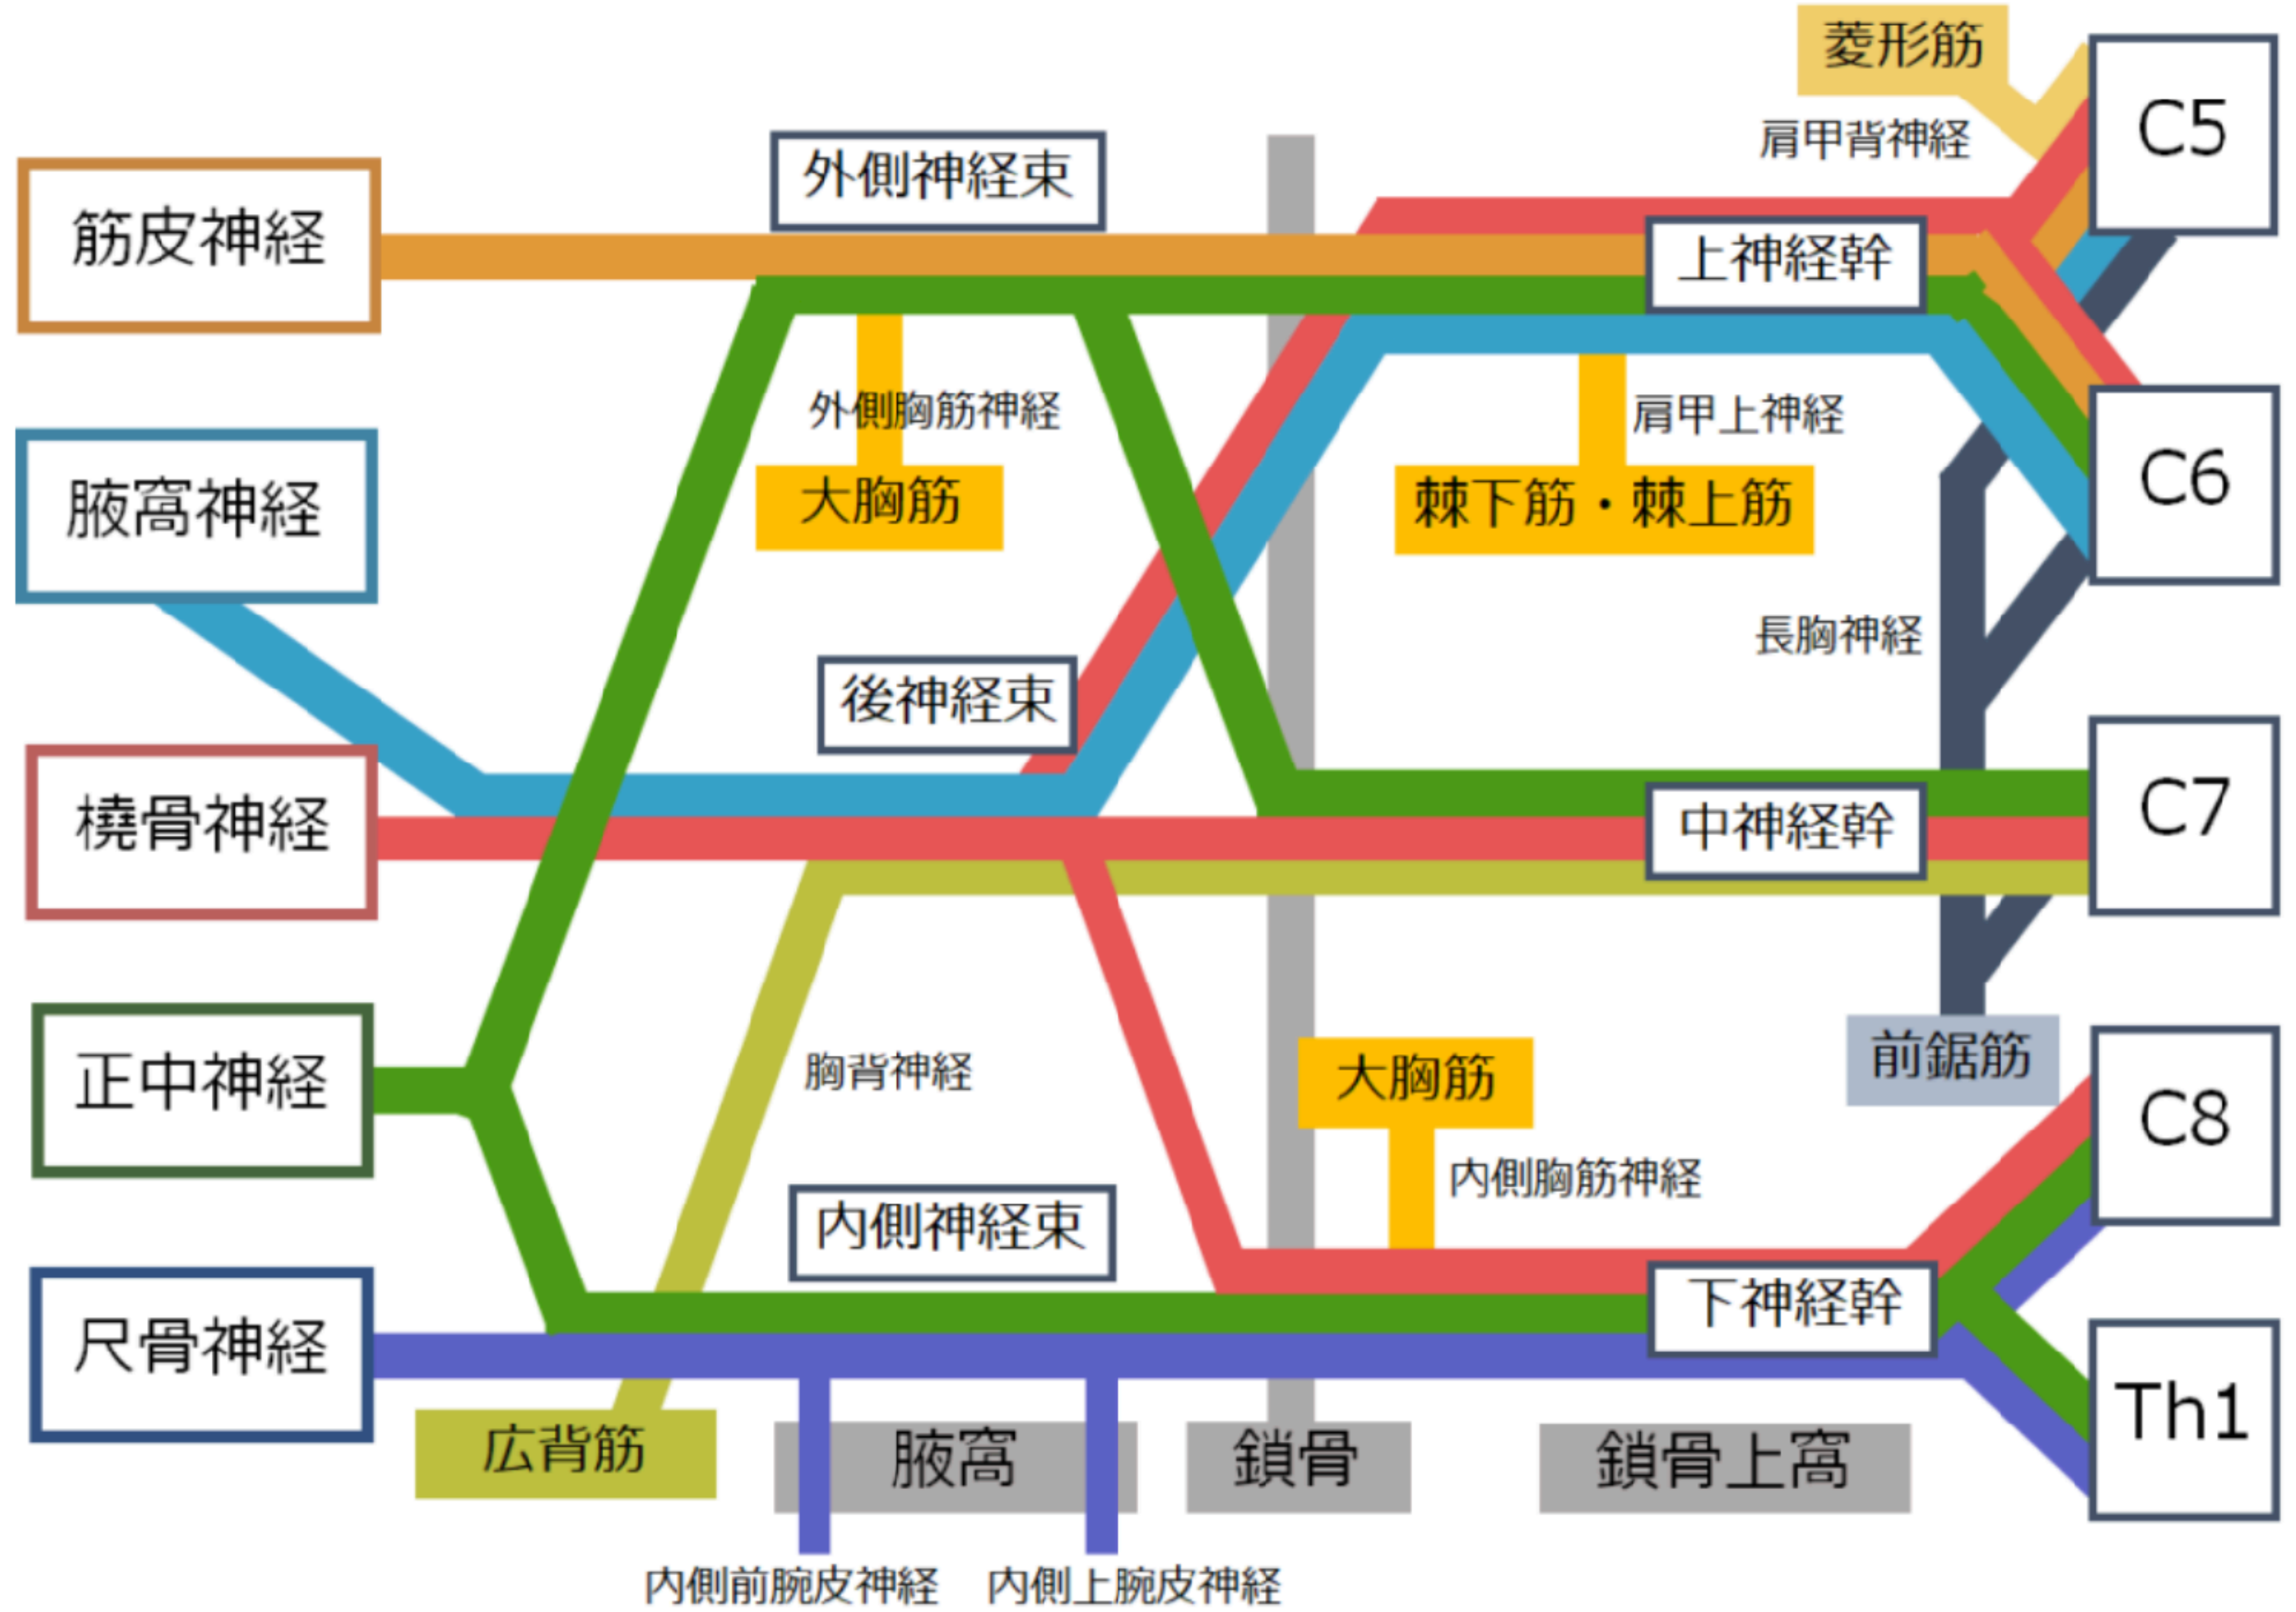 菱形筋
C5
肩甲背神経
外側神経束
筋皮神経
上神経幹
外側胸筋神経
肩甲上神経
大胸筋
棘下筋・棘上筋
C6
腋窩神経
長胸神経
後神経束
橈骨神経
中神経幹
C7
正中神経
胸背神経
大胸筋
前鋸筋
C8
内側胸筋神経
内側神経束
下神経幹
尺骨神経
Th1
広背筋
腋窩
鎖骨
鎖骨上窩
内側前腕皮神経
内側上腕皮神経